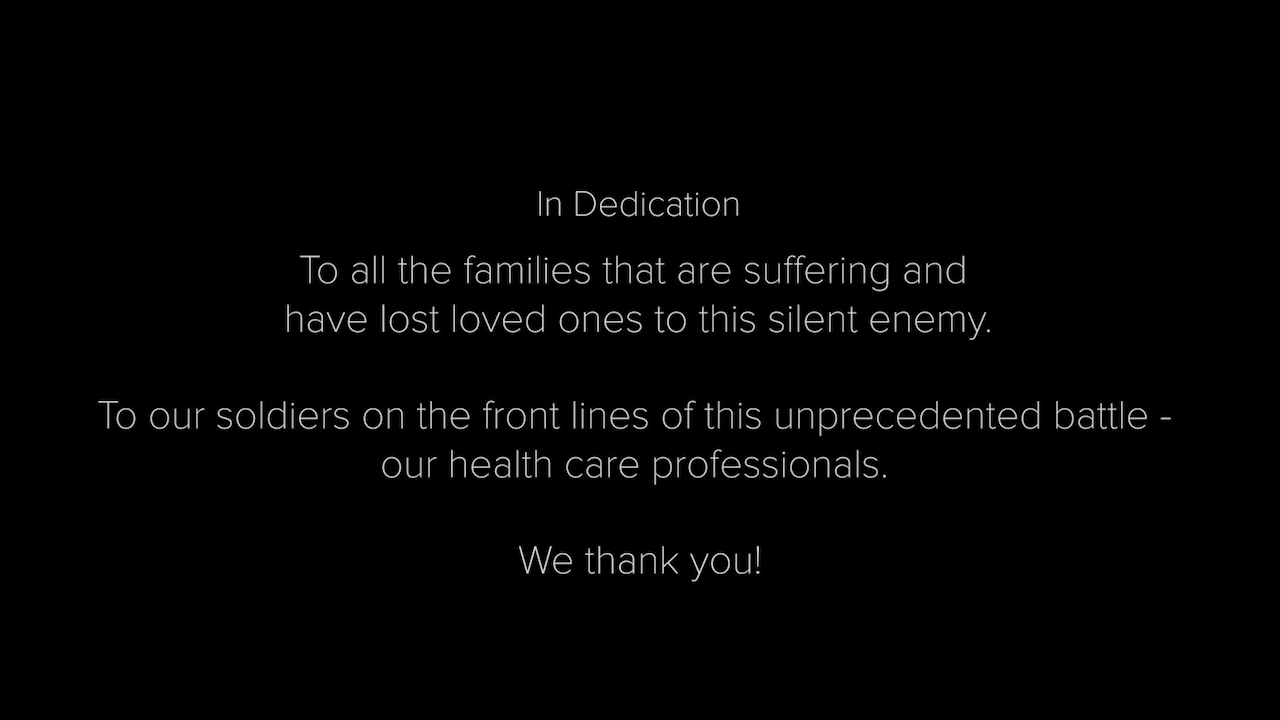 In Dedication
To all the families that are suffering and
have lost loved ones to this silent enemy.
To our soldiers on the front lines of this unprecedented battle -
our health care professionals.
We thank you!